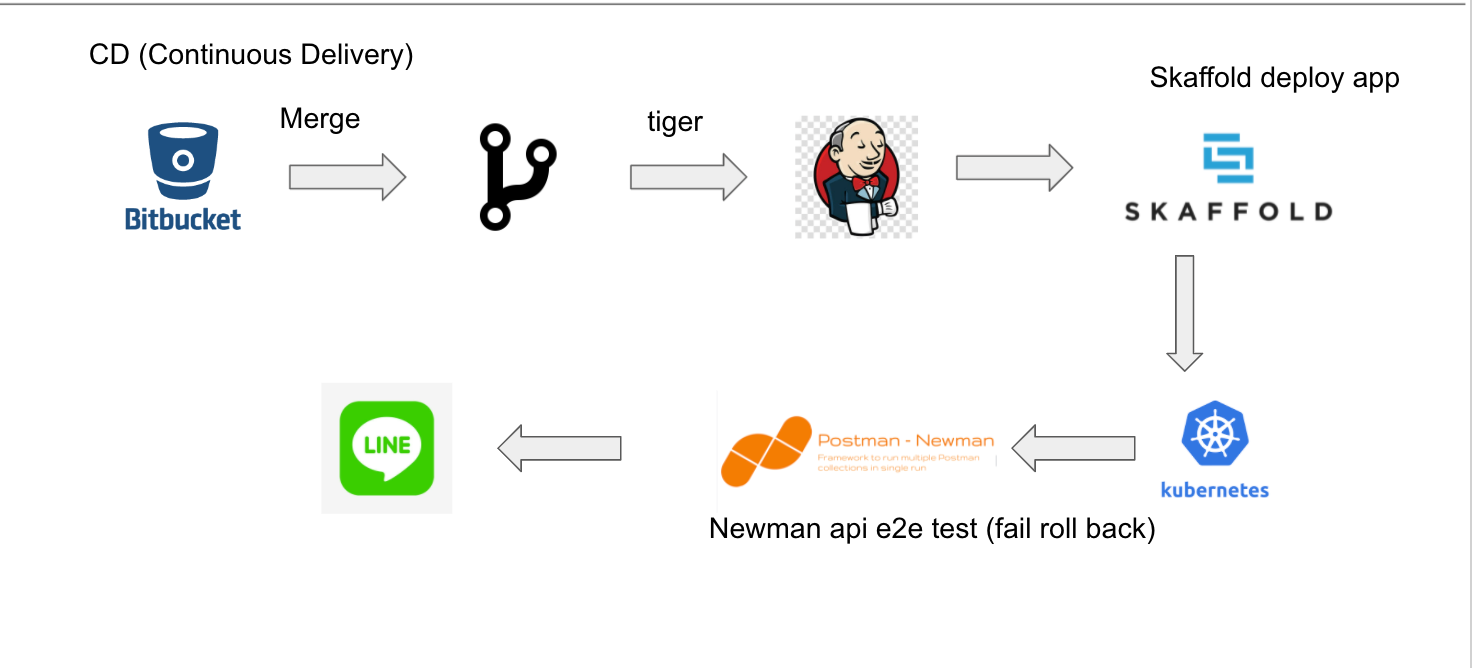 CD (Continuous Delivery)
Skaffold deploy app
Merge
tiger
Bitbucket
SKAFFOLD
LINE
Postman - Newman
Framework to run multiple Postman
collections in single run
kubernetes
Newman api e2e test (fail roll back)